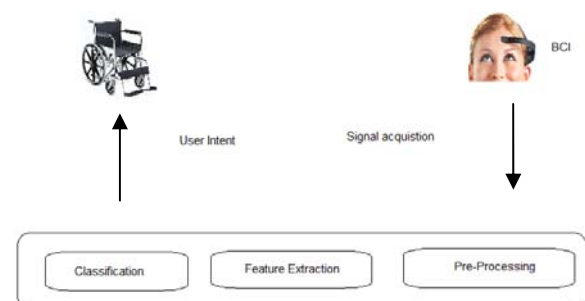 BCI
User Intent
Signal acquistion
Classification
Feature Extraction
Pre-Processing